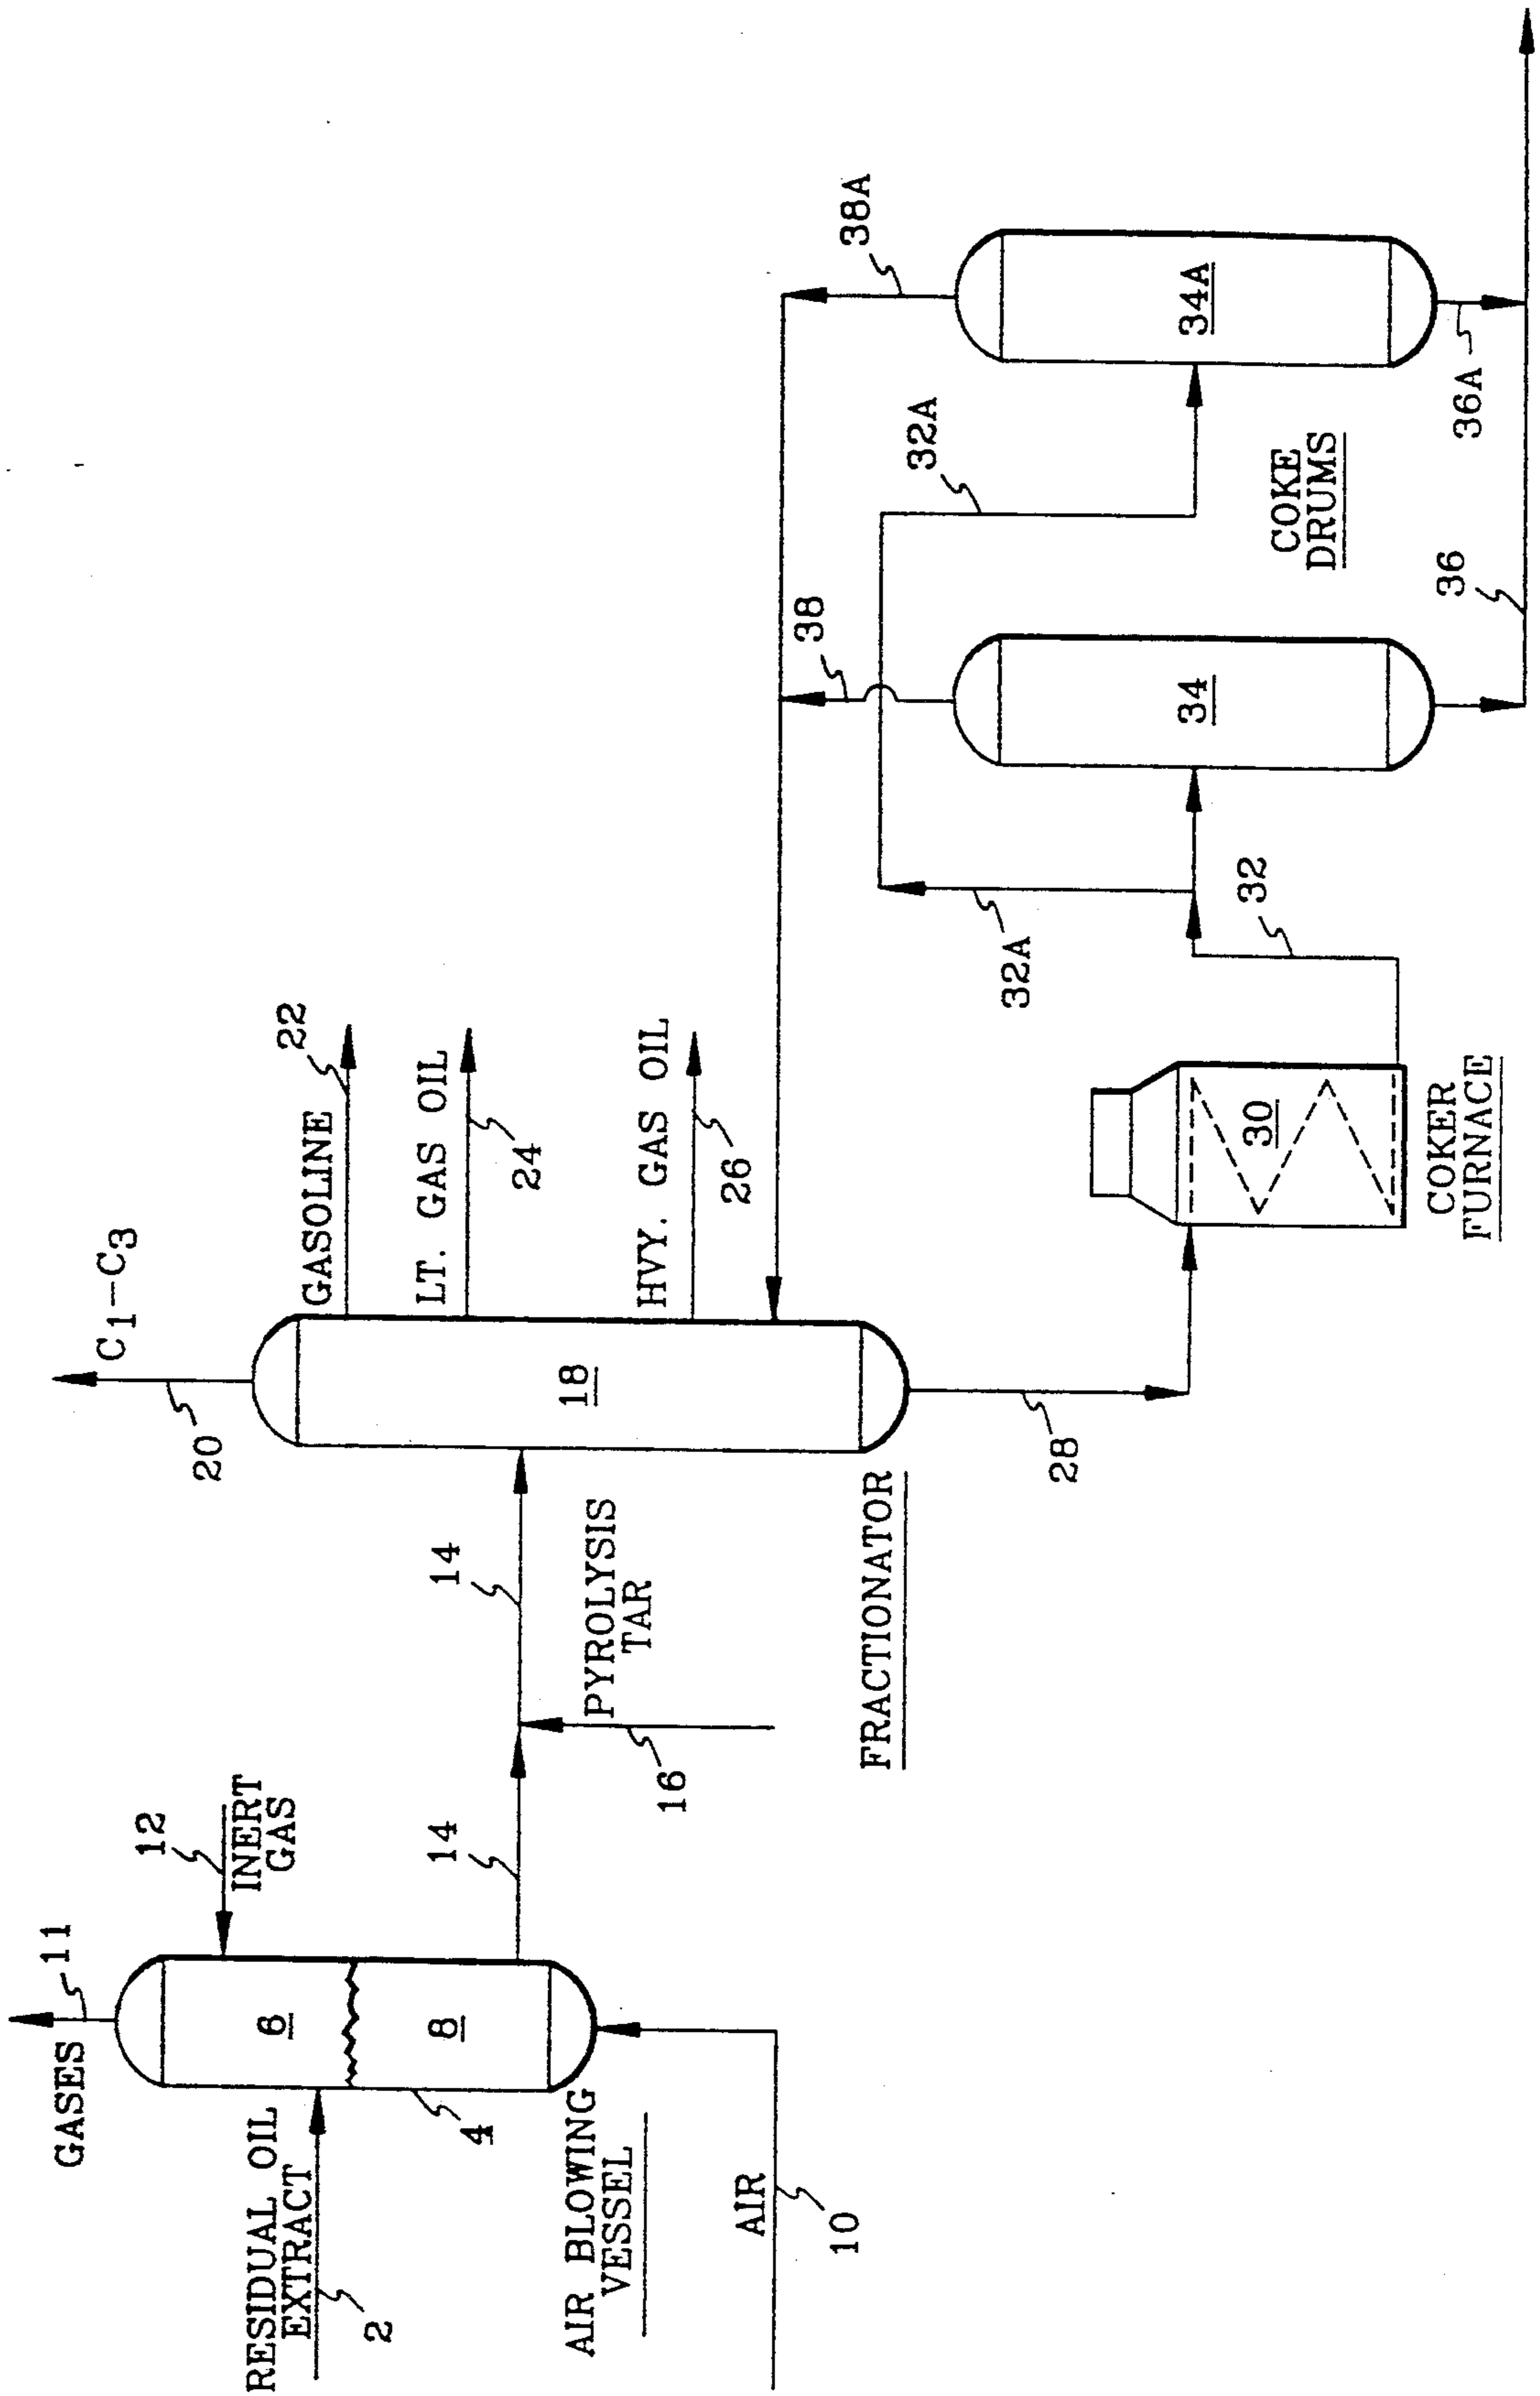 GASES
11
12
INERT
GAS
RESIDUAL OIL
EXTRACT
2
6
8
4
AIR BLOWING
VESSEL
AIR
10
14
14
PYROLYSIS
TAR
16
C1-C3
20
GASOLINE
22
LT. GAS OIL
24
HVY. GAS OIL
26
18
FRACTIONATOR
28
30
COKER
FURNACE
32
32A
32A
38
38A
34
34A
COKE
DRUMS
36
36A